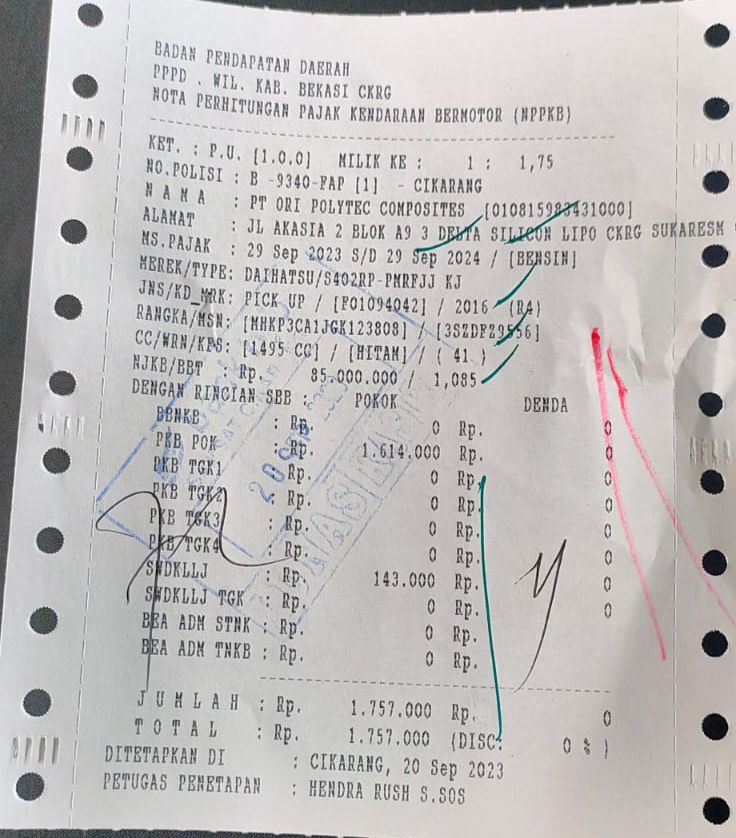 BADAN PENDAPATAN DAERAH
PPPD . WIL. KAB. BEKASI CKRG
NOTA PERHITUNGAN PAJAK KENDARAAN BERMOTOR (NPPKB)
KET. : P.U. [1.0.0] MILIK KE : 1 : 1,75
NO.POLISI : B -9340-FAP [1] - CIKARANG
N A M A : PT ORI POLYTEC COMPOSITES [010815983431000]
ALAMAT : JL AKASIA 2 BLOK A9 3 DELTA SILICON LIPO CKRG SUKARESM
MS.PAJAK : 29 Sep 2023 S/D 29 Sep 2024 / [BENSIN]
MEREK/TYPE: DAIHATSU/S402RP-PMRFJJ KJ
JNS/KD_MRK: PICK UP / [F01094042] / 2016 (R4)
RANGKA/MSN: [MHKP3CA1JGK123808] / [3SZDFZ9556]
CC/WRN/KPS: [1495 CC] / [HITAM] / ( 41 )
NJKB/BBT Rp. 85.000.000 / 1,085
DENGAN RINCIAN SBB : POKOK DENDA
BBNKB : Rp. 0 Rp. 0
PKB POK : Rp. 1.614.000 Rp. 0
PKB TGK1 : Rp. 0 Rp. 0
PKB TGK2 : Rp. 0 Rp. 0
PKB TGK3 : Rp. 0 Rp. 0
PKB TGK4 : Rp. 0 Rp. 0
SWDKLLJ : Rp. 143.000 Rp. 0
SWDKLLJ TGK : Rp. 0 Rp. 0
BEA ADM STNK : Rp. 0 Rp.
BEA ADM TNKB : Rp. 0 Rp.
J U M L A H : Rp. 1.757.000 Rp. 0
T O T A L : Rp. 1.757.000 (DISC: 0 % )
DITETAPKAN DI : CIKARANG, 20 Sep 2023
PETUGAS PENETAPAN : HENDRA RUSH S.SOS